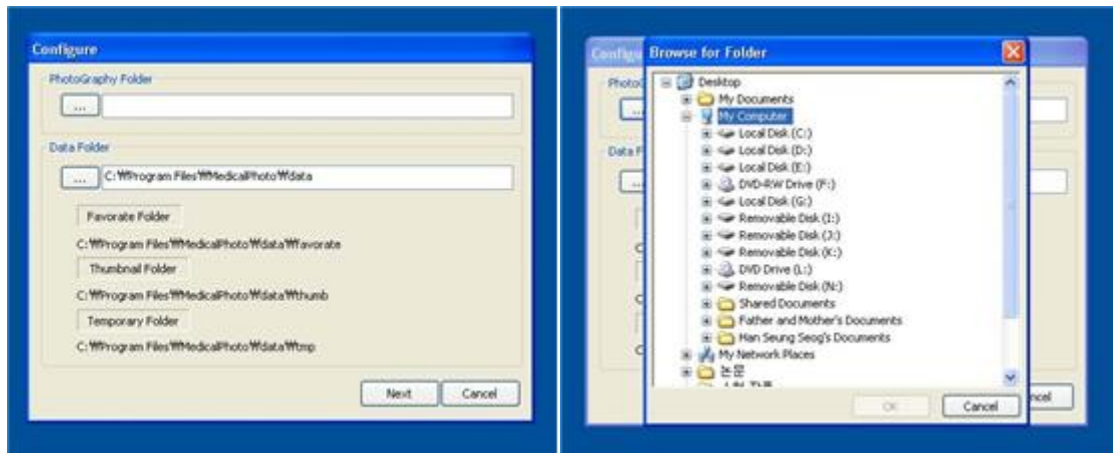 Configure
PhotoGraphy Folder
...
Data Folder
...
C:₩Program Files₩MedicalPhoto₩data
Favorate Folder
C:₩Program Files₩MedicalPhoto₩data₩favorate
Thumbnail Folder
C:₩Program Files₩MedicalPhoto₩data₩thumb
Temporary Folder
C:₩Program Files₩MedicalPhoto₩data₩tmp
Next
Cancel
Configu
Browse for Folder
Photo
Data F
Desktop
My Documents
My Computer
Local Disk (C:)
Local Disk (D:)
Local Disk (E:)
DVD-RW Drive (F:)
Local Disk (G:)
Removable Disk (I:)
Removable Disk (J:)
Removable Disk (K:)
DVD Drive (L:)
Removable Disk (N:)
Shared Documents
Father and Mother's Documents
Han Seung Seog's Documents
My Network Places
논문
OK
Cancel
ncel